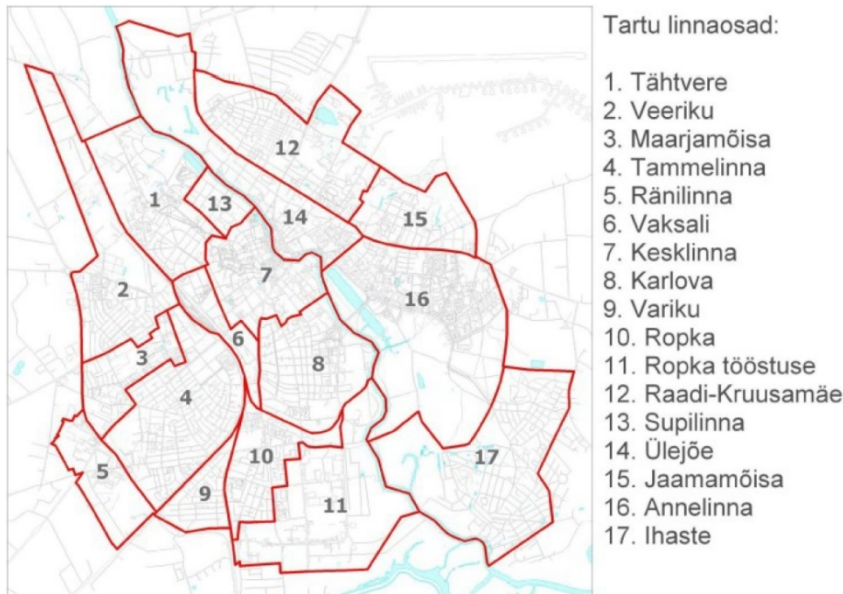 Tartu linnaosad:
1. Tähtvere
2. Veeriku
3. Maarjamõisa
4. Tammelinna
5. Ränilinna
6. Vaksali
7. Kesklinna
8. Karlova
9. Variku
10. Ropka
11. Ropka tööstuse
12. Raadi-Kruusamäe
13. Supilinna
14. Ülejõe
15. Jaamamõisa
16. Annelinna
17. Ihaste
12
1
13
14
15
7
16
2
6
3
8
4
10
17
5
9
11